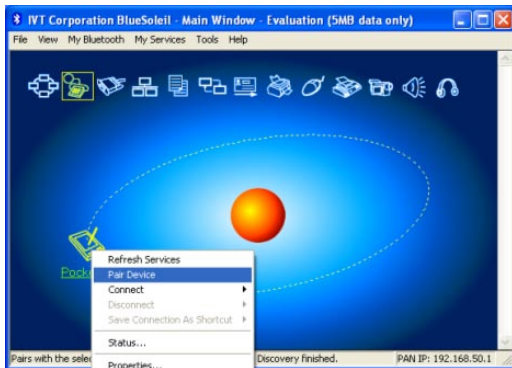 IVT Corporation BlueSoleil - Main Window - Evaluation (5MB data only)
File View My Bluetooth My Services Tools Help
Refresh Services
Pair Device
Connect
Disconnect
Save Connection As Shortcut
Status...
Properties...
Pairs with the Discovery finished. PAN IP: 192.168.50.1